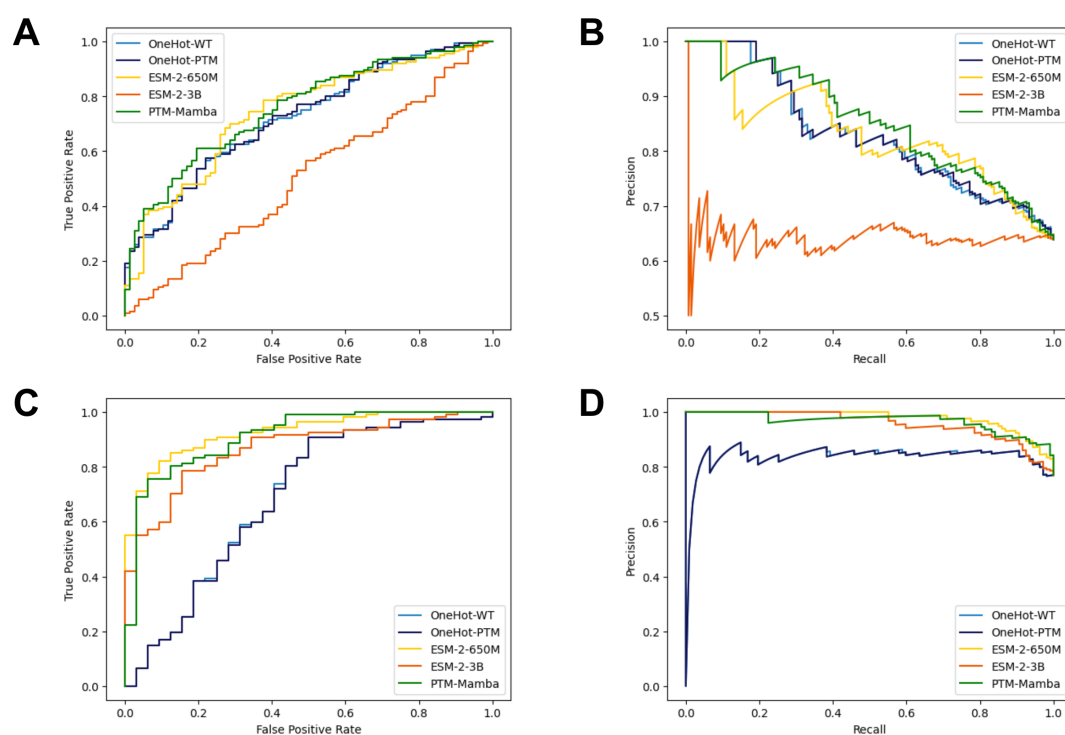 A
1.0
0.8
0.6
0.4
0.2
0.0
True Positive Rate
OneHot-WT
OneHot-PTM
ESM-2-650M
ESM-2-3B
PTM-Mamba
0.0 0.2 0.4 0.6 0.8 1.0
False Positive Rate
B
1.0
0.9
0.8
0.7
0.6
0.5
Precision
OneHot-WT
OneHot-PTM
ESM-2-650M
ESM-2-3B
PTM-Mamba
0.0 0.2 0.4 0.6 0.8 1.0
Recall
C
1.0
0.8
0.6
0.4
0.2
0.0
True Positive Rate
OneHot-WT
OneHot-PTM
ESM-2-650M
ESM-2-3B
PTM-Mamba
0.0 0.2 0.4 0.6 0.8 1.0
False Positive Rate
D
1.0
0.8
0.6
0.4
0.2
0.0
Precision
OneHot-WT
OneHot-PTM
ESM-2-650M
ESM-2-3B
PTM-Mamba
0.0 0.2 0.4 0.6 0.8 1.0
Recall